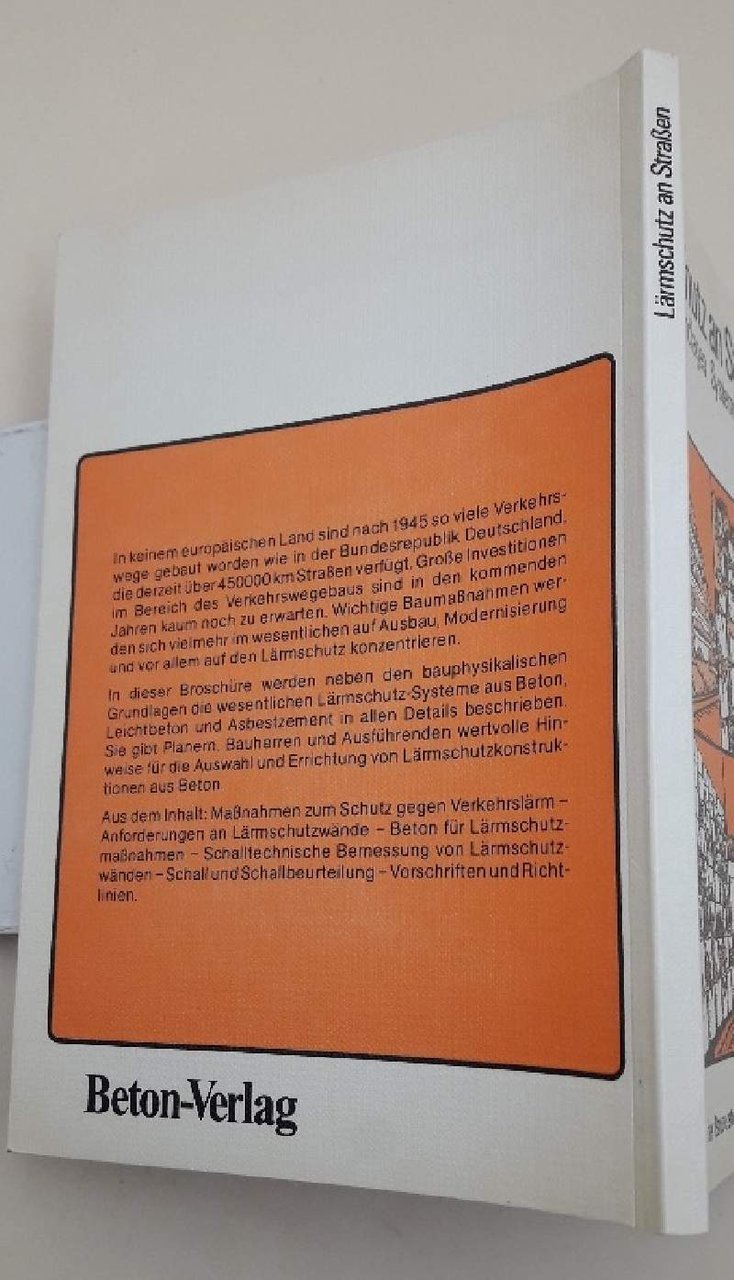 Lärmschutz an Straßen
In keinem europäischen Land sind nach 1945 so viele Verkehrs-
wege gebaut worden wie in der Bundesrepublik Deutschland,
die derzeit über 450000 km Straßen verfügt. Große Investitionen
im Bereich des Verkehrswegebaus sind in den kommenden
Jahren kaum noch zu erwarten. Wichtige Baumaßnahmen wer-
den sich vielmehr im wesentlichen auf Ausbau, Modernisierung
und vor allem auf den Lärmschutz konzentrieren.
In dieser Broschüre werden neben den bauphysikalischen
Grundlagen die wesentlichen Lärmschutz-Systeme aus Beton,
Leichtbeton und Asbestzement in allen Details beschrieben.
Sie gibt Planern, Bauherren und Ausführenden wertvolle Hin-
weise für die Auswahl und Errichtung von Lärmschutzkonstruk-
tionen aus Beton
Aus dem Inhalt: Maßnahmen zum Schutz gegen Verkehrslärm –
Anforderungen an Lärmschutzwände – Beton für Lärmschutz-
maßnahmen – Schalltechnische Bemessung von Lärmschutz-
wänden – Schall und Schallbeurteilung – Vorschriften und Richt-
linien.
Beton-Verlag